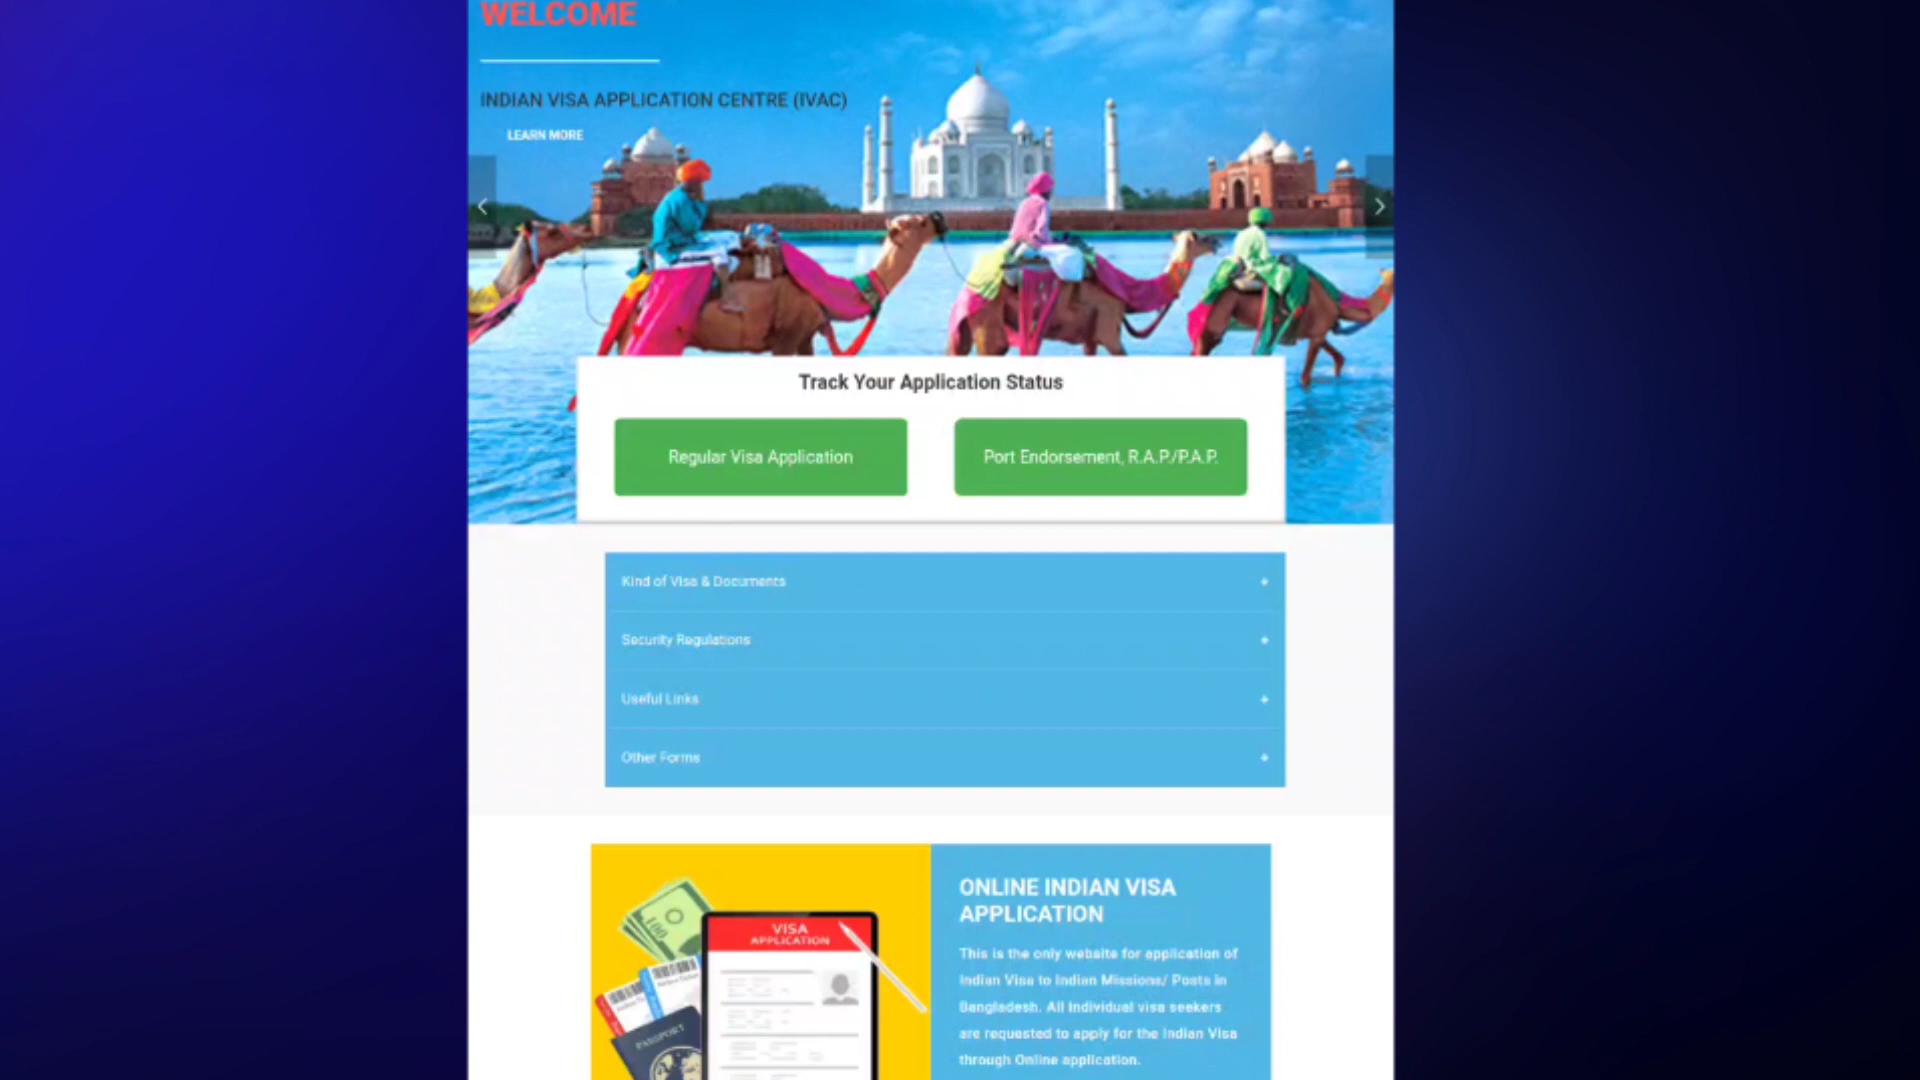 WELCOME
INDIAN VISA APPLICATION CENTRE (IVAC)
LEARN MORE
Track Your Application Status
Regular Visa Application
Port Endorsement, R.A.P./P.A.P.
Kind of Visa & Documents
Security Regulations
Useful Links
Other Forms
ONLINE INDIAN VISA
APPLICATION
This is the only website for application of
Indian Visa to Indian Missions/ Posts in
Bangladesh. All Individual visa seekers
are requested to apply for the Indian Visa
through Online application.
VISA
APPLICATION
100
PASSPORT